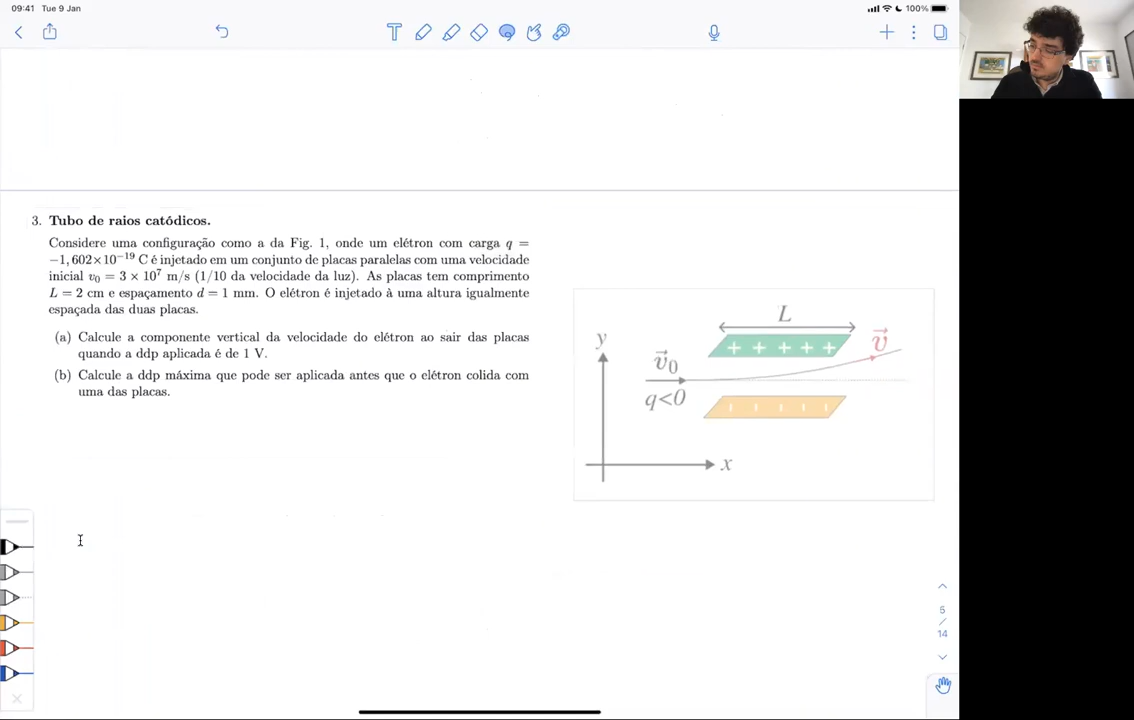 09:41 Tue 9 Jan
100%
3. Tubo de raios catódicos.
Considere uma configuração como a da Fig. 1, onde um elétron com carga q =
−1,602×10⁻¹⁹ C é injetado em um conjunto de placas paralelas com uma velocidade
inicial v₀ = 3 × 10⁷ m/s (1/10 da velocidade da luz). As placas tem comprimento
L = 2 cm e espaçamento d = 1 mm. O elétron é injetado à uma altura igualmente
espaçada das duas placas.
(a) Calcule a componente vertical da velocidade do elétron ao sair das placas
quando a ddp aplicada é de 1 V.
(b) Calcule a ddp máxima que pode ser aplicada antes que o elétron colida com
uma das placas.
L
y
v⃗₀
v⃗
+ + + + +
q<0
x
5
/
14